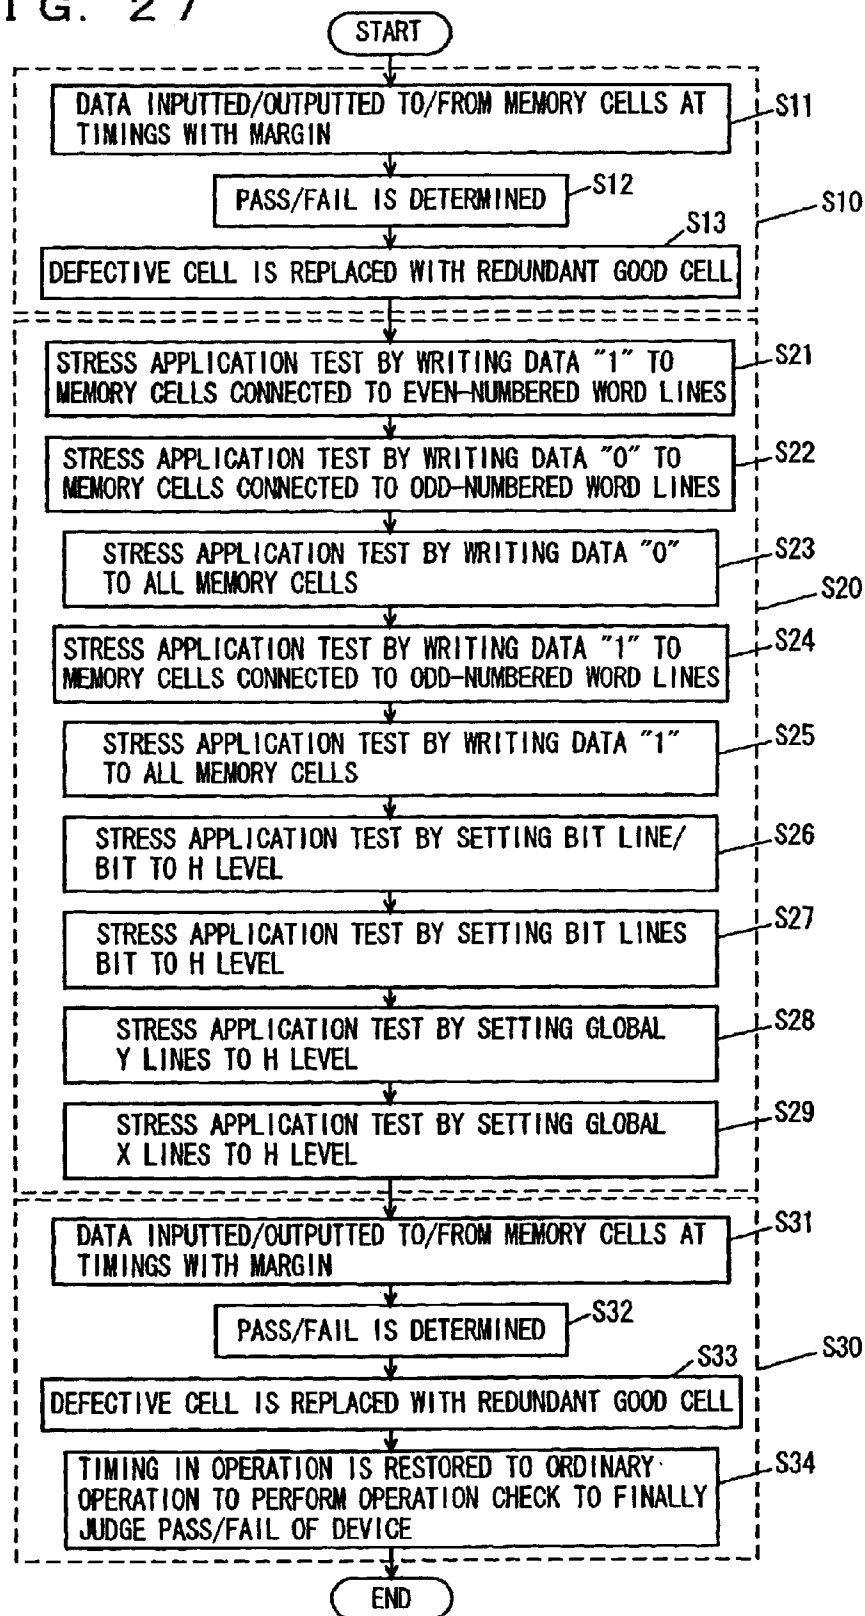 FIG. 27
START
DATA INPUTTED/OUTPUTTED TO/FROM MEMORY CELLS AT
TIMINGS WITH MARGIN
S11
PASS/FAIL IS DETERMINED
S12
S10
S13
DEFECTIVE CELL IS REPLACED WITH REDUNDANT GOOD CELL
STRESS APPLICATION TEST BY WRITING DATA "1" TO
MEMORY CELLS CONNECTED TO EVEN-NUMBERED WORD LINES
S21
STRESS APPLICATION TEST BY WRITING DATA "0" TO
MEMORY CELLS CONNECTED TO ODD-NUMBERED WORD LINES
S22
STRESS APPLICATION TEST BY WRITING DATA "0"
TO ALL MEMORY CELLS
S23
S20
STRESS APPLICATION TEST BY WRITING DATA "1" TO
MEMORY CELLS CONNECTED TO ODD-NUMBERED WORD LINES
S24
STRESS APPLICATION TEST BY WRITING DATA "1"
TO ALL MEMORY CELLS
S25
STRESS APPLICATION TEST BY SETTING BIT LINE/
BIT TO H LEVEL
S26
STRESS APPLICATION TEST BY SETTING BIT LINES
BIT TO H LEVEL
S27
STRESS APPLICATION TEST BY SETTING GLOBAL
Y LINES TO H LEVEL
S28
STRESS APPLICATION TEST BY SETTING GLOBAL
X LINES TO H LEVEL
S29
DATA INPUTTED/OUTPUTTED TO/FROM MEMORY CELLS AT
TIMINGS WITH MARGIN
S31
PASS/FAIL IS DETERMINED
S32
S30
S33
DEFECTIVE CELL IS REPLACED WITH REDUNDANT GOOD CELL
TIMING IN OPERATION IS RESTORED TO ORDINARY
OPERATION TO PERFORM OPERATION CHECK TO FINALLY
JUDGE PASS/FAIL OF DEVICE
S34
END